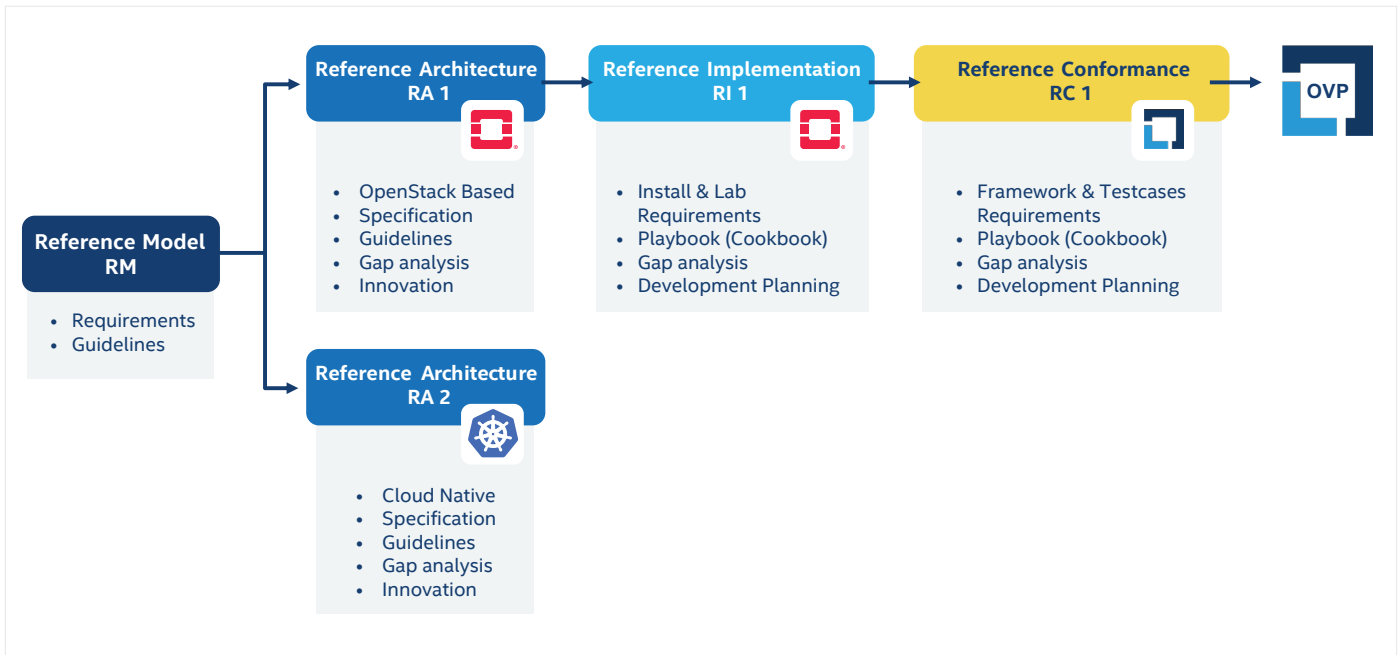 Reference Model
RM
• Requirements
• Guidelines
Reference Architecture
RA 1
• OpenStack Based
• Specification
• Guidelines
• Gap analysis
• Innovation
Reference Implementation
RI 1
• Install & Lab
Requirements
• Playbook (Cookbook)
• Gap analysis
• Development Planning
Reference Conformance
RC 1
• Framework & Testcases
Requirements
• Playbook (Cookbook)
• Gap analysis
• Development Planning
OVP
Reference Architecture
RA 2
• Cloud Native
• Specification
• Guidelines
• Gap analysis
• Innovation